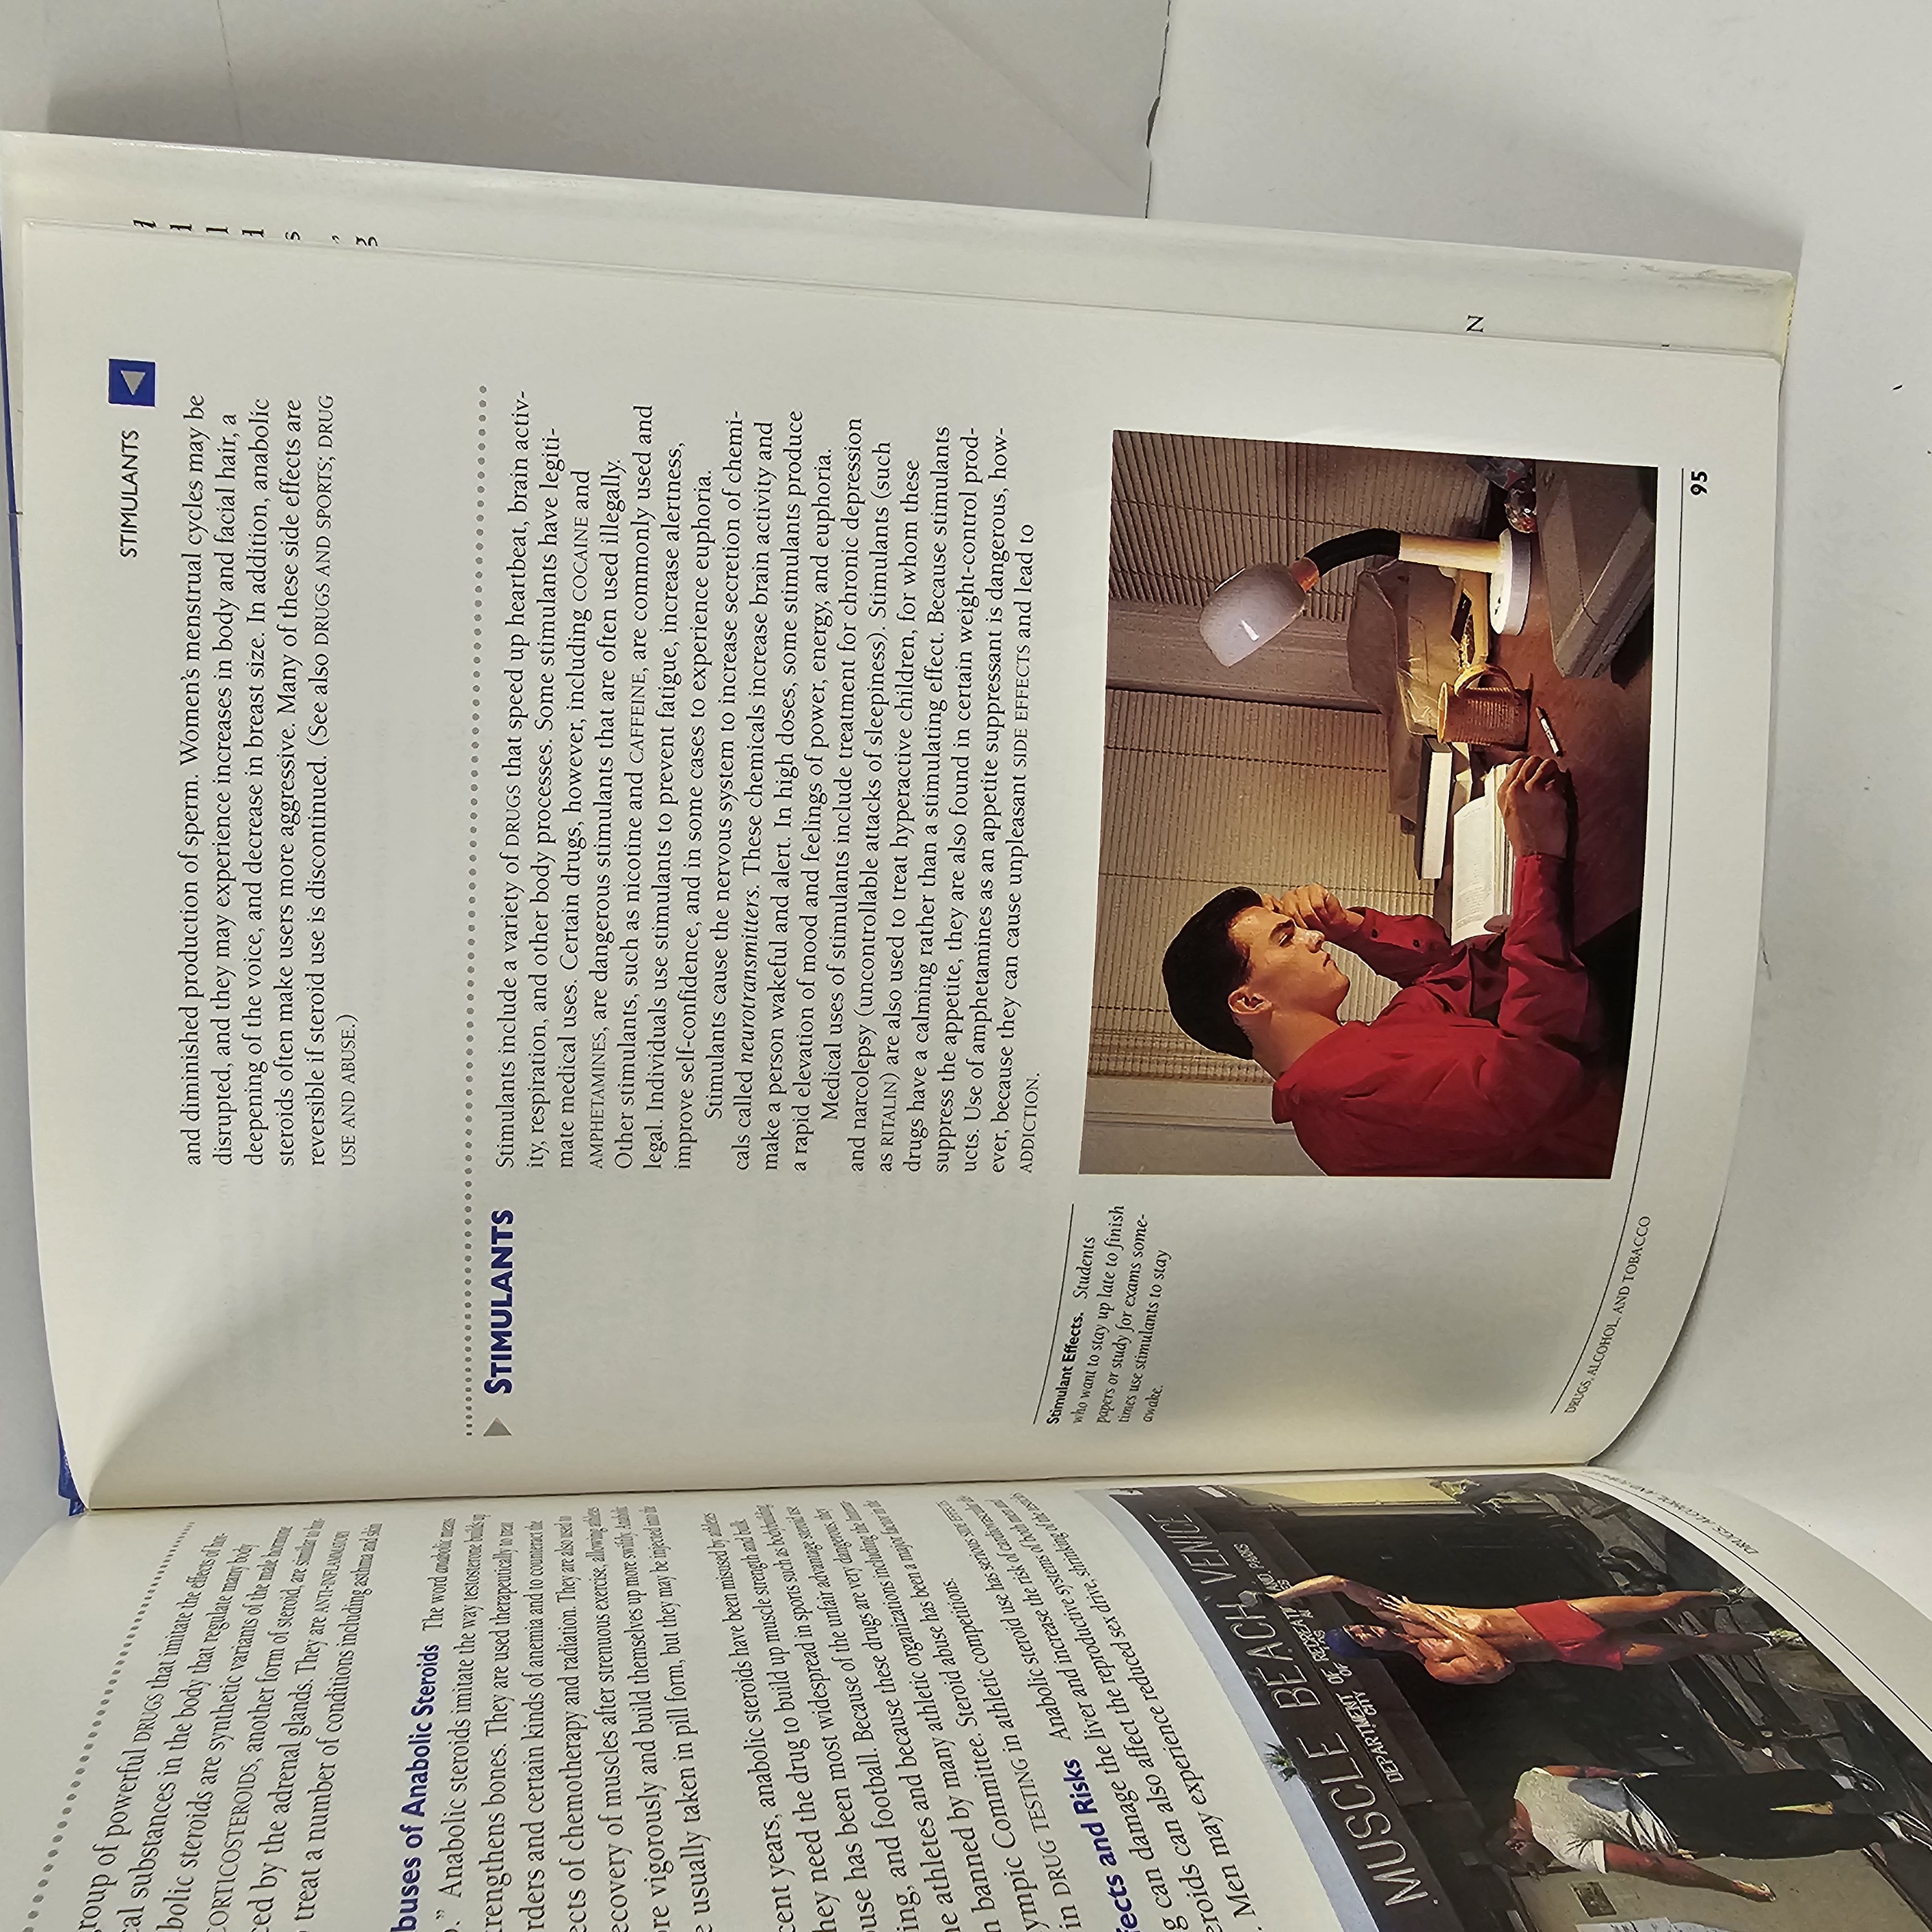 group of powerful DRUGS that imitate the effects of hor-
cal substances in the body that regulate many body
bolic steroids are synthetic variants of the male hormone
CORTICOSTEROIDS, another form of steroid, are similar to hor-
ced by the adrenal glands. They are ANTI-INFLAMMATORY
treat a number of conditions including asthma and skin
buses of Anabolic Steroids The word anabolic means
." Anabolic steroids imitate the way testosterone builds up
trengthens bones. They are used therapeutically to treat
rders and certain kinds of anemia and to counteract the
ects of chemotherapy and radiation. They are also used to
ecovery of muscles after strenuous exercise, allowing athletes
re vigorously and build themselves up more swiftly. Anabolic
e usually taken in pill form, but they may be injected into the
cent years, anabolic steroids have been misused by athletes
hey need the drug to build up muscle strength and bulk.
use has been most widespread in sports such as bodybuilding,
ing, and football. Because of the unfair advantage steroid use
he athletes and because these drugs are very dangerous, they
n banned by many athletic organizations including the Interna-
ympic Committee. Steroid abuse has been a major factor in the
in DRUG TESTING in athletic competitions.
fects and Risks Anabolic steroid use has serious SIDE EFFECTS.
g can damage the liver and increase the risk of cardiovascular dis-
eroids can also affect the reproductive systems of both men and
. Men may experience reduced sex drive, shrinking of the testicles
MUSCLE BEACH VENICE
DEPARTMENT OF RECREATION AND PARKS
CITY OF LOS
DRUGS, ALCOHOL, AND
STIMULANTS
and diminished production of sperm. Women's menstrual cycles may be
disrupted, and they may experience increases in body and facial hair, a
deepening of the voice, and decrease in breast size. In addition, anabolic
steroids often make users more aggressive. Many of these side effects are
reversible if steroid use is discontinued. (See also DRUGS AND SPORTS; DRUG
USE AND ABUSE.)
STIMULANTS
Stimulants include a variety of DRUGS that speed up heartbeat, brain activ-
ity, respiration, and other body processes. Some stimulants have legiti-
mate medical uses. Certain drugs, however, including COCAINE and
AMPHETAMINES, are dangerous stimulants that are often used illegally.
Other stimulants, such as nicotine and CAFFEINE, are commonly used and
legal. Individuals use stimulants to prevent fatigue, increase alertness,
improve self-confidence, and in some cases to experience euphoria.
Stimulants cause the nervous system to increase secretion of chemi-
cals called neurotransmitters. These chemicals increase brain activity and
make a person wakeful and alert. In high doses, some stimulants produce
a rapid elevation of mood and feelings of power, energy, and euphoria.
Medical uses of stimulants include treatment for chronic depression
and narcolepsy (uncontrollable attacks of sleepiness). Stimulants (such
as RITALIN) are also used to treat hyperactive children, for whom these
drugs have a calming rather than a stimulating effect. Because stimulants
suppress the appetite, they are also found in certain weight-control prod-
ucts. Use of amphetamines as an appetite suppressant is dangerous, how-
ever, because they can cause unpleasant SIDE EFFECTS and lead to
ADDICTION.
Stimulant Effects. Students
who want to stay up late to finish
papers or study for exams some-
times use stimulants to stay
awake.
DRUGS, ALCOHOL, AND TOBACCO
95
d
d
l
d
s
,
g
N